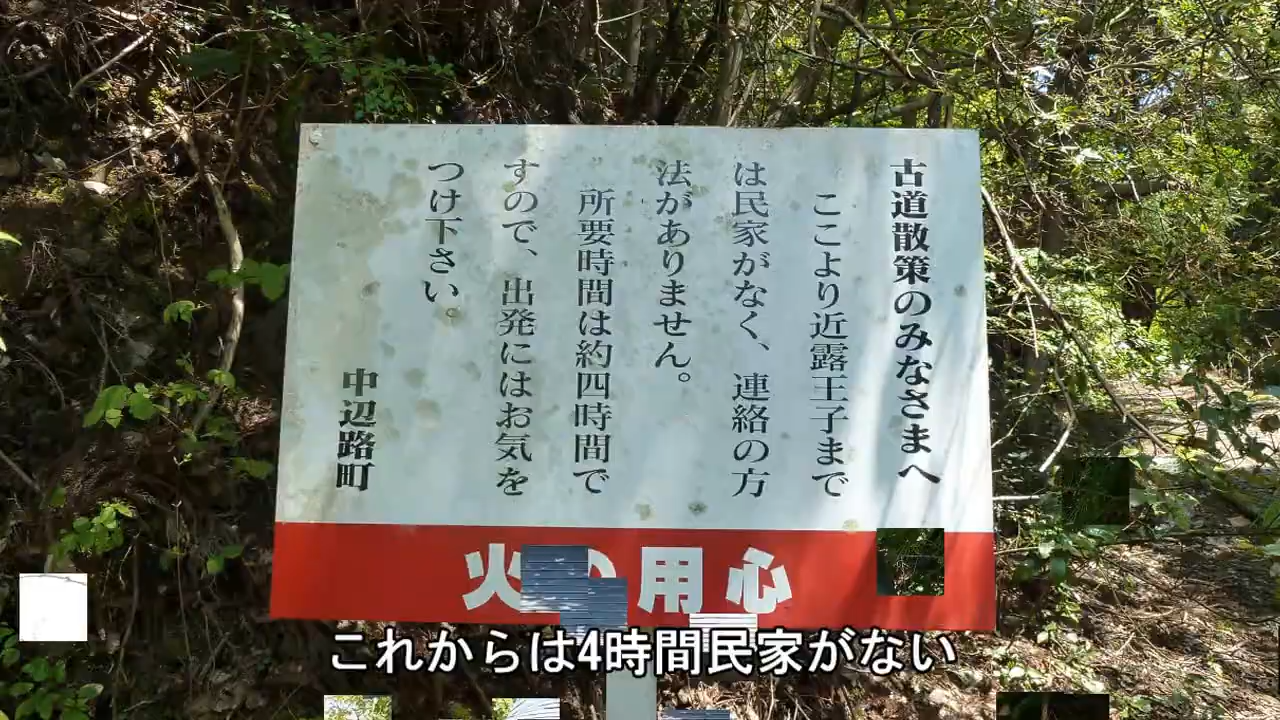 古道散策のみなさまへ
ここより近露王子まで
は民家がなく、連絡の方
法がありません。
所要時間は約四時間で
すので、出発にはお気を
つけ下さい。
中辺路町
火の用心
これからは4時間民家がない